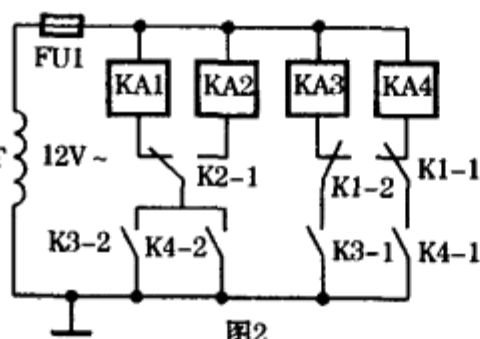 FU1
KA1 KA2 KA3 KA4
12V~
K2-1 K1-2 K1-1
K3-2 K4-2 K3-1 K4-1
图2